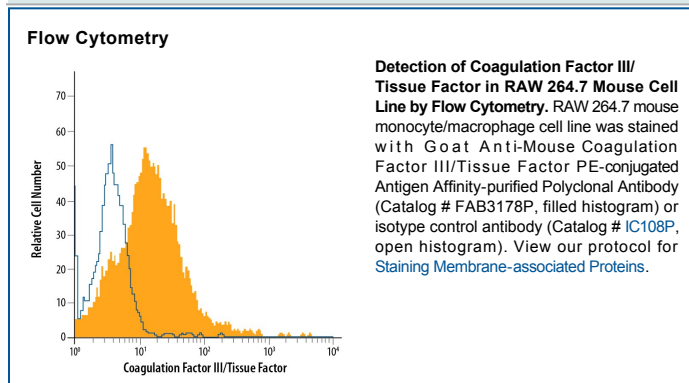 Flow Cytometry
Detection of Coagulation Factor III/
Tissue Factor in RAW 264.7 Mouse Cell
Line by Flow Cytometry. RAW 264.7 mouse
monocyte/macrophage cell line was stained
with Goat Anti-Mouse Coagulation
Factor III/Tissue Factor PE-conjugated
Antigen Affinity-purified Polyclonal Antibody
(Catalog # FAB3178P, filled histogram) or
isotype control antibody (Catalog # IC108P,
open histogram). View our protocol for
Staining Membrane-associated Proteins.
Relative Cell Number
70
60
50
40
30
20
10
0
10⁰ 10¹ 10² 10³ 10⁴
Coagulation Factor III/Tissue Factor